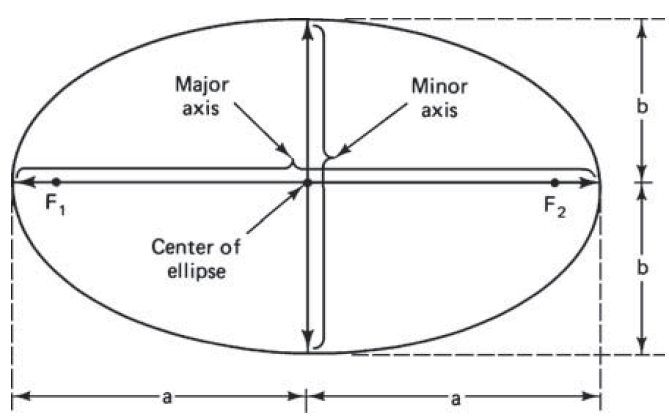 Major
axis
Minor
axis
b
F₁
F₂
Center of
ellipse
b
a
a